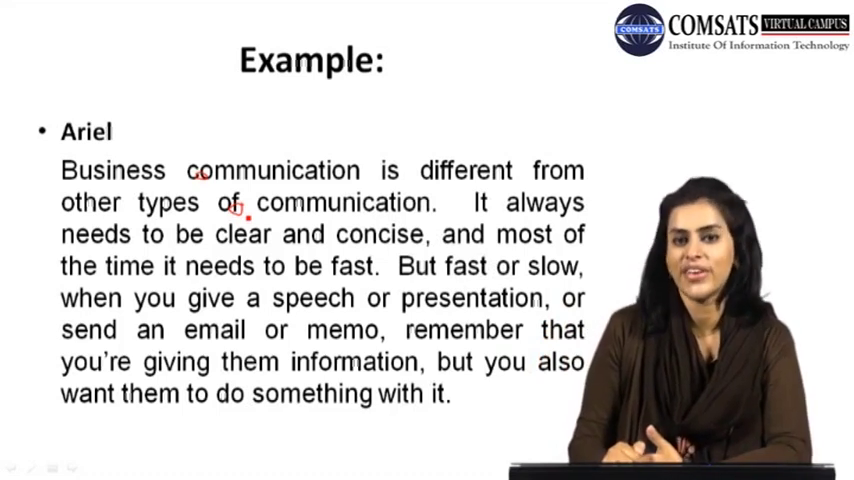 COMSATS VIRTUAL CAMPUS
COMSATS
Institute Of Information Technology
Example:
• Ariel
Business communication is different from
other types of communication. It always
needs to be clear and concise, and most of
the time it needs to be fast. But fast or slow,
when you give a speech or presentation, or
send an email or memo, remember that
you're giving them information, but you also
want them to do something with it.